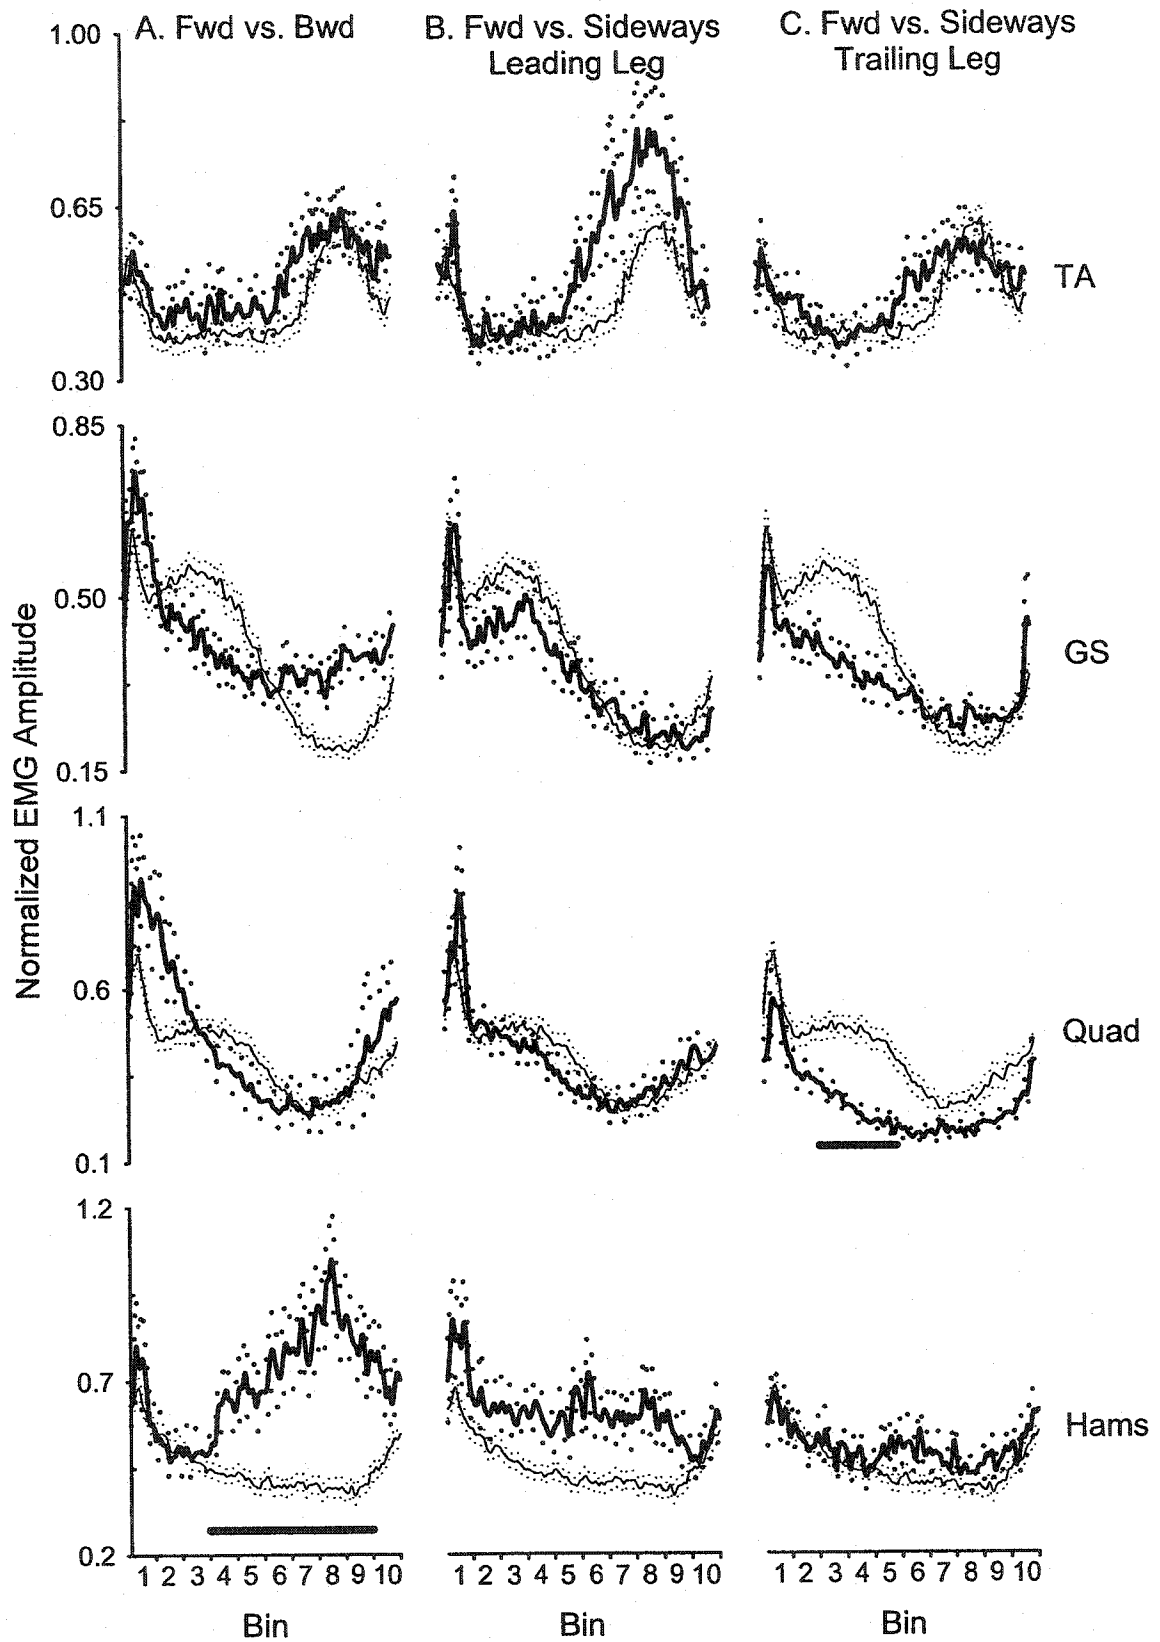 A. Fwd vs. Bwd
B. Fwd vs. Sideways
Leading Leg
C. Fwd vs. Sideways
Trailing Leg
Normalized EMG Amplitude
1.00
0.65
0.30
TA
0.85
0.50
0.15
GS
1.1
0.6
0.1
Quad
1.2
0.7
0.2
Hams
1 2 3 4 5 6 7 8 9 10
1 2 3 4 5 6 7 8 9 10
1 2 3 4 5 6 7 8 9 10
Bin
Bin
Bin